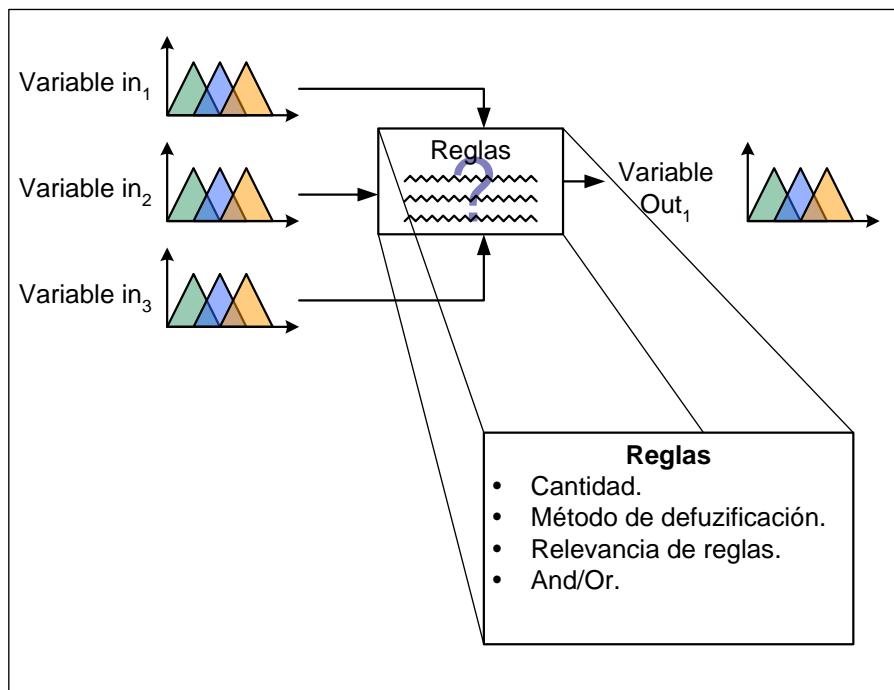 Variable in₁
Variable in₂
Variable in₃
Reglas
?
Variable
Out₁
Reglas
• Cantidad.
• Método de defuzificación.
• Relevancia de reglas.
• And/Or.